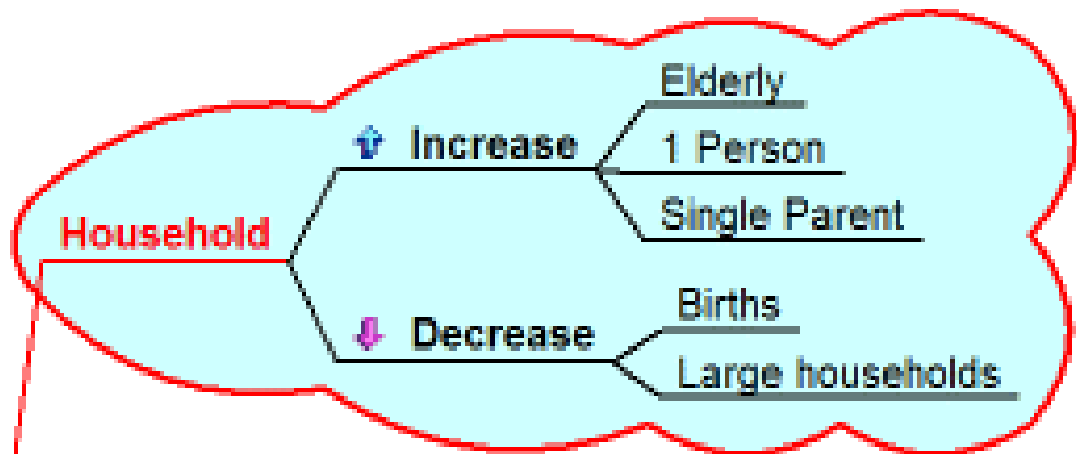 Household
Increase
Elderly
1 Person
Single Parent
Decrease
Births
Large households